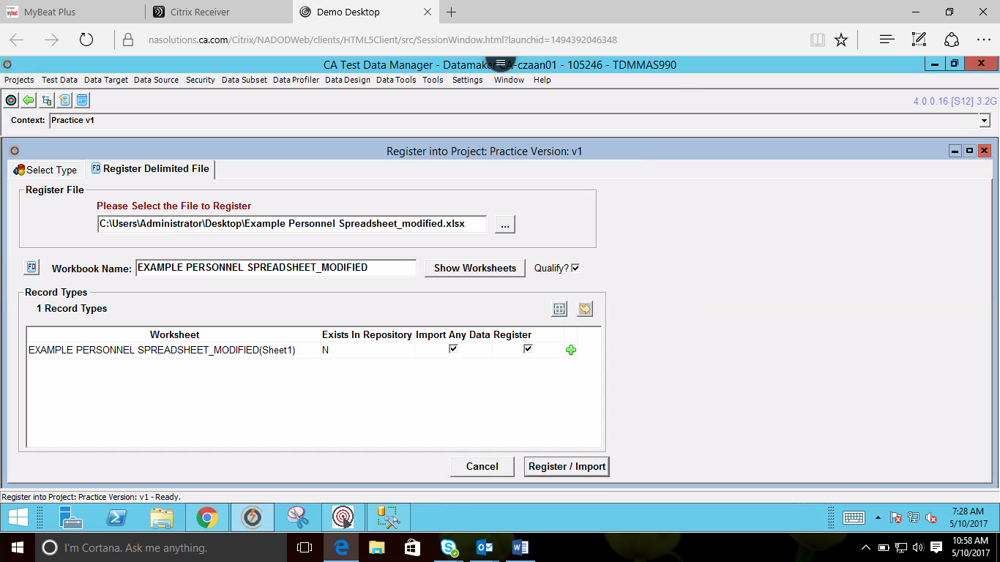 MyBeat Plus
Citrix Receiver
Demo Desktop
nasolutions.ca.com/Citrix/NADODWeb/clients/HTML5Client/src/SessionWindow.html?launchid=1494392046348
CA Test Data Manager - Datamaker CA-czaan01 - 105246 - TDMMAS990
Projects Test Data Data Target Data Source Security Data Subset Data Profiler Data Design Data Tools Tools Settings Window Help
4.0.0.16 [S12] 3.2G
Context: Practice v1
Register into Project: Practice Version: v1
Select Type
FD Register Delimited File
Register File
Please Select the File to Register
C:\Users\Administrator\Desktop\Example Personnel Spreadsheet_modified.xlsx
...
FD Workbook Name: EXAMPLE PERSONNEL SPREADSHEET_MODIFIED Show Worksheets Qualify?
Record Types
1 Record Types
Worksheet Exists In Repository Import Any Data Register
EXAMPLE PERSONNEL SPREADSHEET_MODIFIED(Sheet1) N
Cancel Register / Import
Register into Project: Practice Version: v1 - Ready.
7:28 AM
5/10/2017
I'm Cortana. Ask me anything.
10:58 AM
5/10/2017